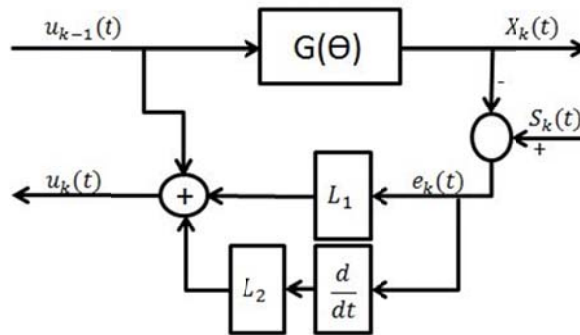 u_{k-1}(t)
G(Θ)
X_k(t)
-
S_k(t)
+
u_k(t)
+
L_1
e_k(t)
L_2
d/dt